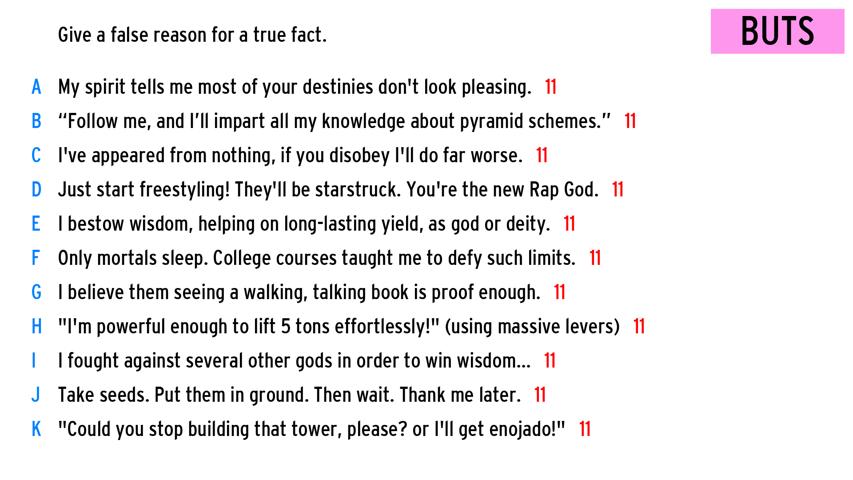 Give a false reason for a true fact.
BUTS
A My spirit tells me most of your destinies don't look pleasing. 11
B “Follow me, and I’ll impart all my knowledge about pyramid schemes.” 11
C I've appeared from nothing, if you disobey I'll do far worse. 11
D Just start freestyling! They'll be starstruck. You're the new Rap God. 11
E I bestow wisdom, helping on long-lasting yield, as god or deity. 11
F Only mortals sleep. College courses taught me to defy such limits. 11
G I believe them seeing a walking, talking book is proof enough. 11
H "I'm powerful enough to lift 5 tons effortlessly!" (using massive levers) 11
I I fought against several other gods in order to win wisdom... 11
J Take seeds. Put them in ground. Then wait. Thank me later. 11
K "Could you stop building that tower, please? or I'll get enojado!" 11